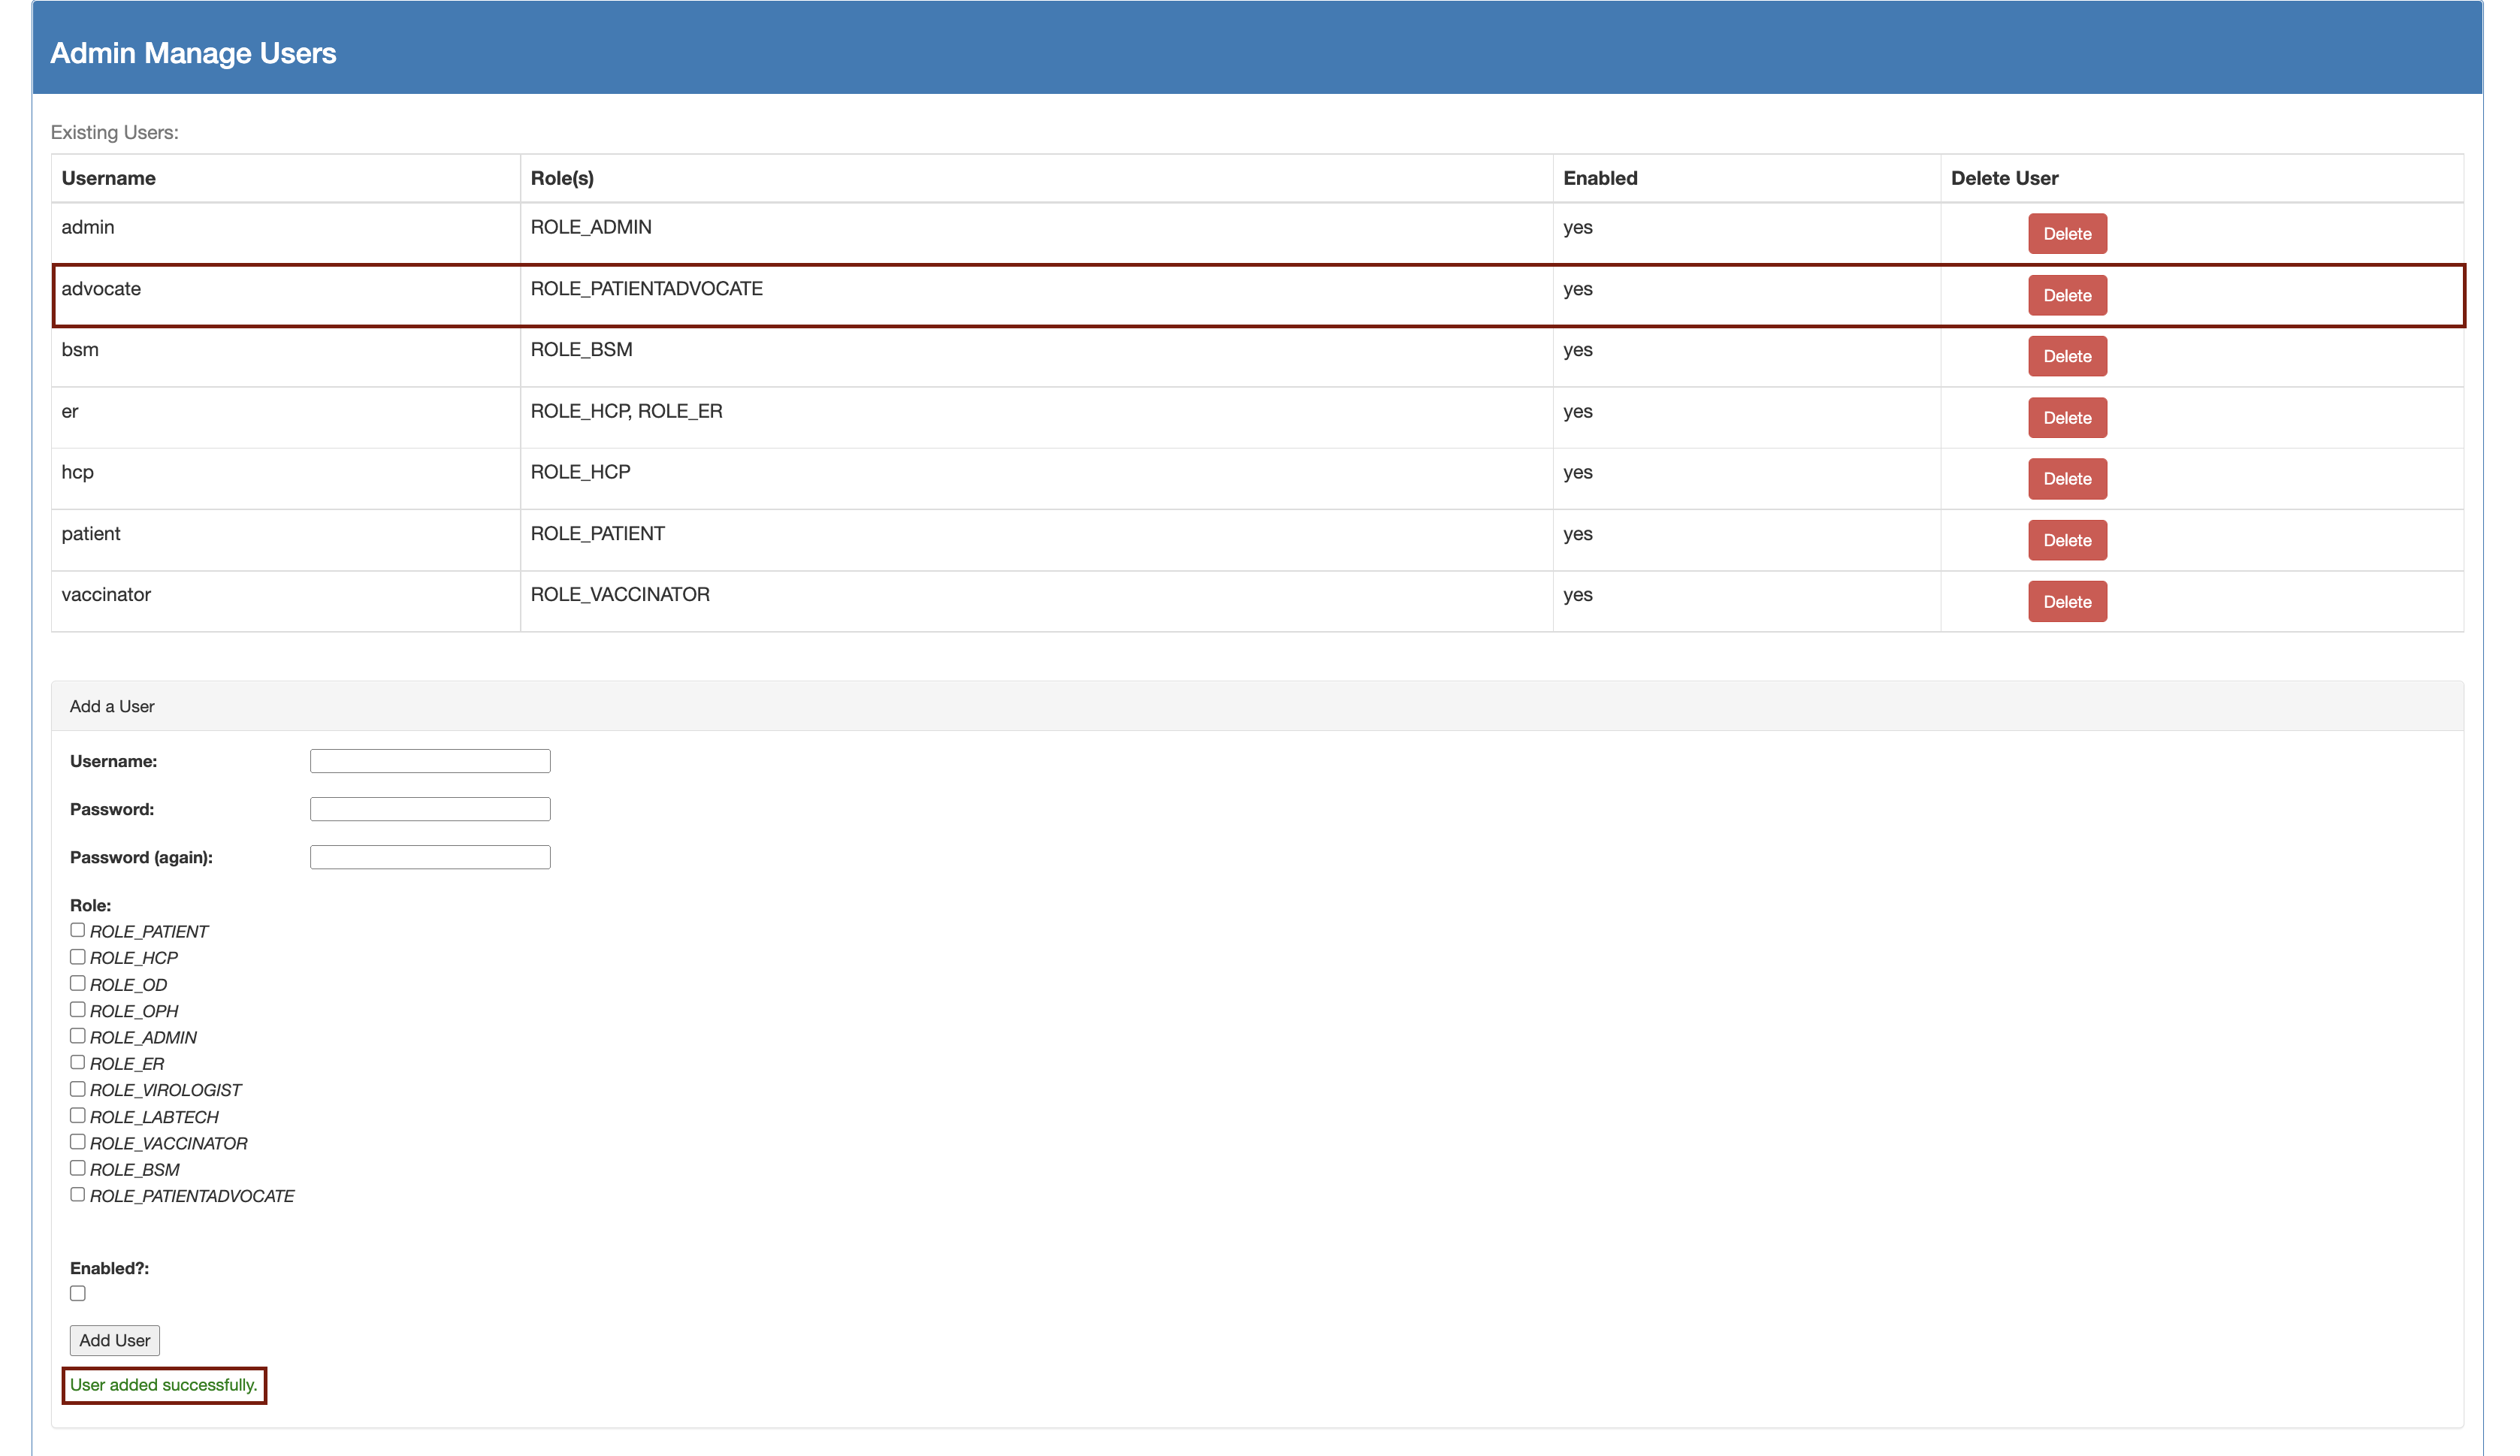 Admin Manage Users
Existing Users:
Username Role(s) Enabled Delete User
admin ROLE_ADMIN yes Delete
advocate ROLE_PATIENTADVOCATE yes Delete
bsm ROLE_BSM yes Delete
er ROLE_HCP, ROLE_ER yes Delete
hcp ROLE_HCP yes Delete
patient ROLE_PATIENT yes Delete
vaccinator ROLE_VACCINATOR yes Delete
Add a User
Username:
Password:
Password (again):
Role:
ROLE_PATIENT
ROLE_HCP
ROLE_OD
ROLE_OPH
ROLE_ADMIN
ROLE_ER
ROLE_VIROLOGIST
ROLE_LABTECH
ROLE_VACCINATOR
ROLE_BSM
ROLE_PATIENTADVOCATE
Enabled?:
Add User
User added successfully.